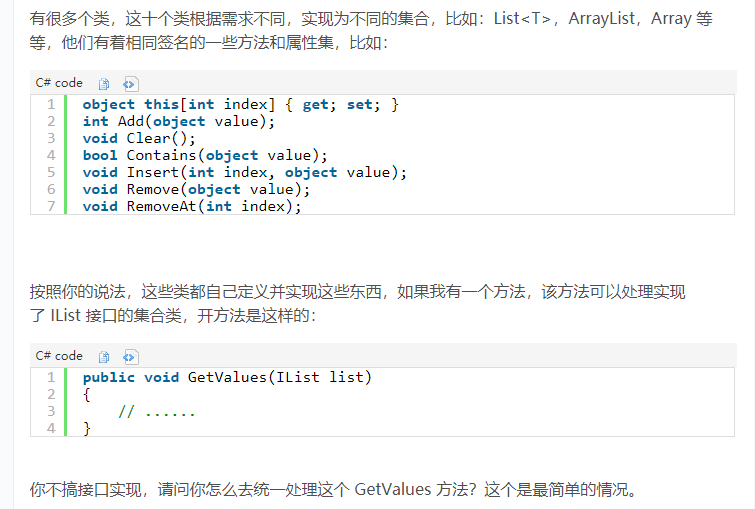 有很多个类，这十个类根据需求不同，实现为不同的集合，比如：List<T>，ArrayList，Array 等
等，他们有着相同签名的一些方法和属性集，比如：
C# code
1 object this[int index] { get; set; }
2 int Add(object value);
3 void Clear();
4 bool Contains(object value);
5 void Insert(int index, object value);
6 void Remove(object value);
7 void RemoveAt(int index);
按照你的说法，这些类都自己定义并实现这些东西，如果我有一个方法，该方法可以处理实现
了 IList 接口的集合类，开方法是这样的：
C# code
1 public void GetValues(IList list)
2 {
3     // ......
4 }
你不搞接口实现，请问你怎么去统一处理这个 GetValues 方法？这个是最简单的情况。